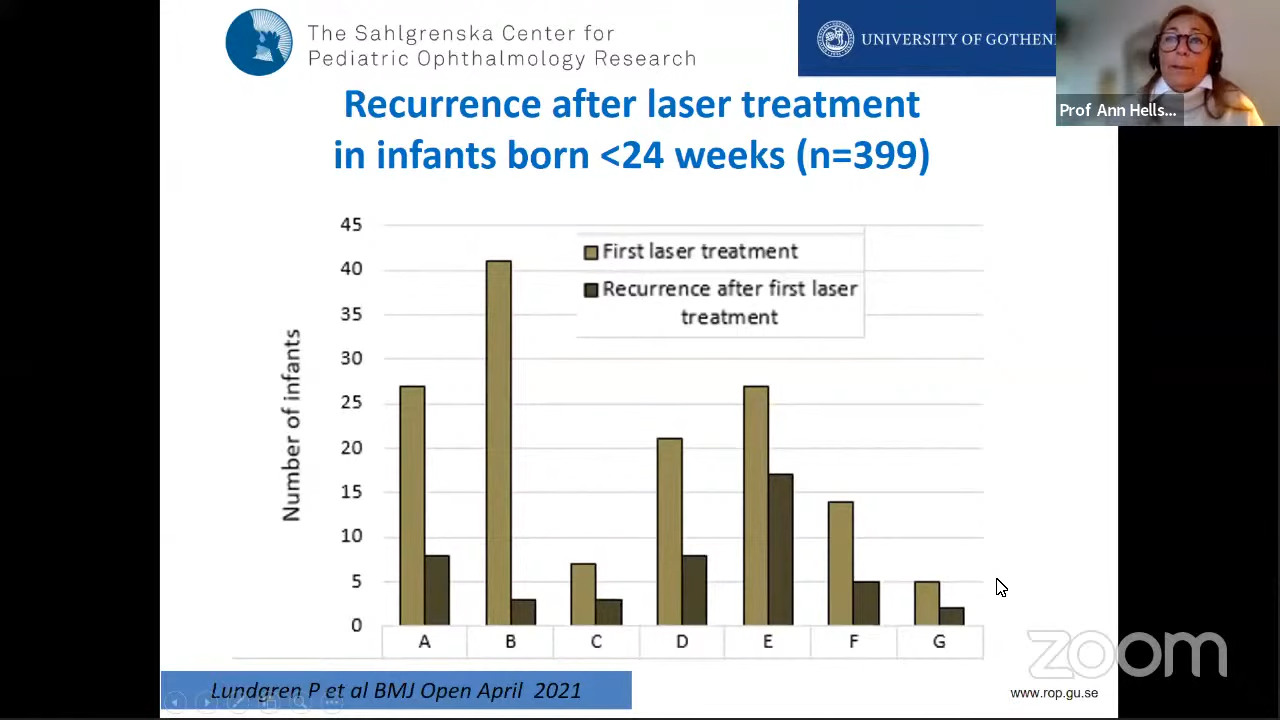 The Sahlgrenska Center for
Pediatric Ophthalmology Research
UNIVERSITY OF GOTHEN
Prof Ann Hells...
Recurrence after laser treatment
in infants born <24 weeks (n=399)
45
40
35
30
25
20
15
10
5
0
Number of infants
First laser treatment
Recurrence after first laser
treatment
A B C D E F G
Lundgren P et al BMJ Open April 2021
zoom
www.rop.gu.se